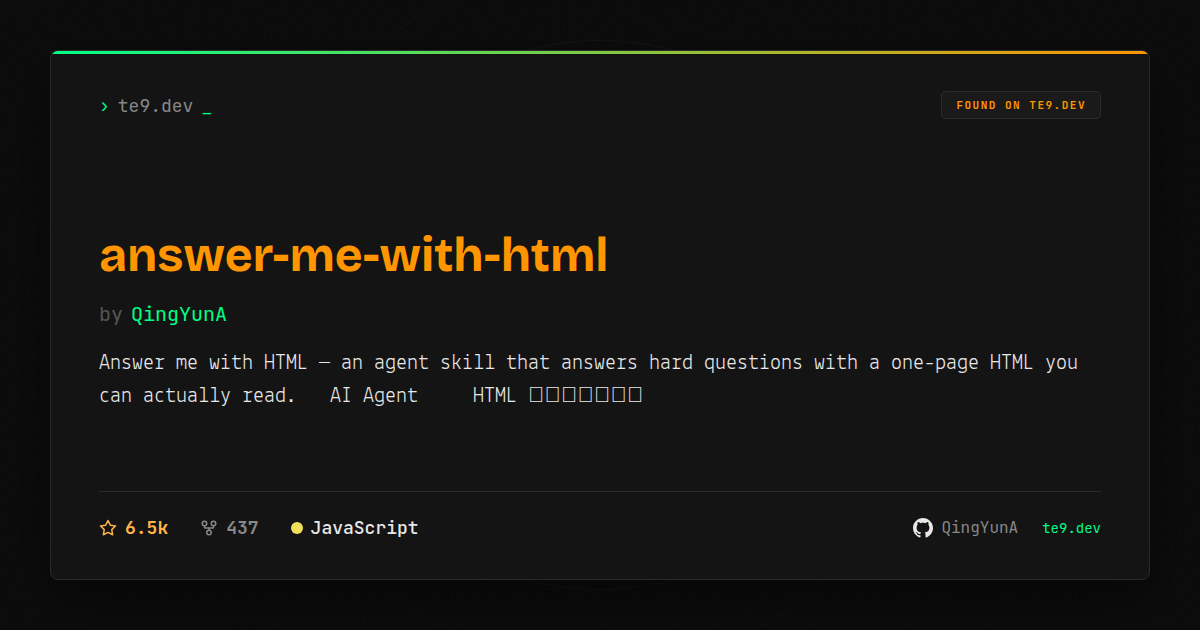 › te9.dev _
FOUND ON TE9.DEV
answer-me-with-html
by QingYunA
Answer me with HTML — an agent skill that answers hard questions with a one-page HTML you
can actually read. AI Agent HTML
6.5k
437
JavaScript
QingYunA
te9.dev